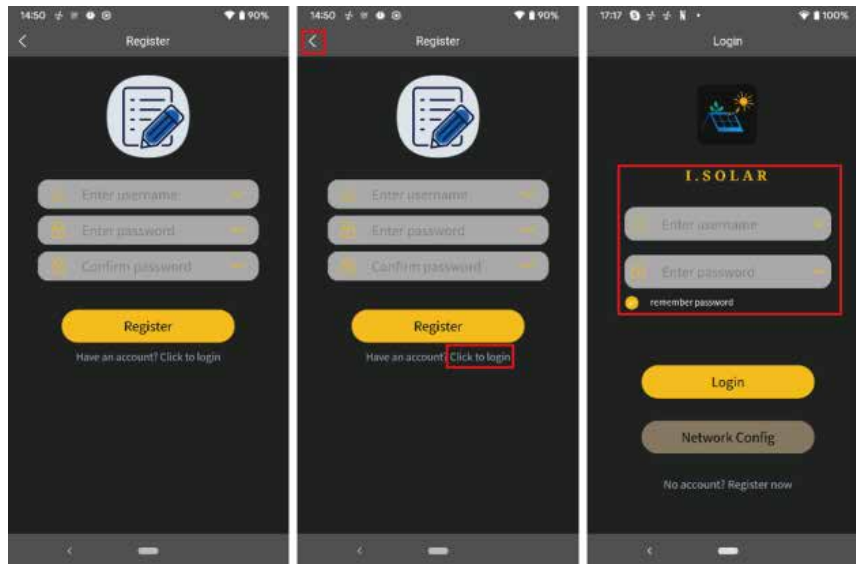 14:50
90%
Register
Enter username
Enter password
Confirm password
Register
Have an account? Click to login
14:50
90%
Register
Enter username
Enter password
Confirm password
Register
Have an account? Click to login
17:17
100%
Login
I.SOLAR
Enter username
Enter password
remember password
Login
Network Config
No account? Register now